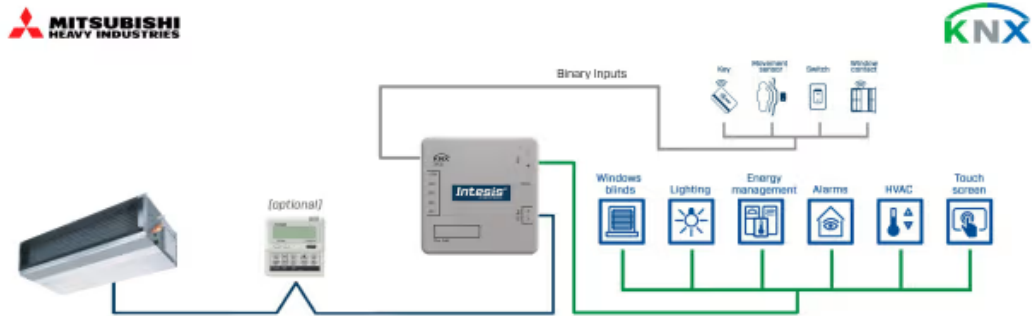 MITSUBISHI
HEAVY INDUSTRIES
KNX
Binary Inputs
Key
Movement
sensor
Switch
Window
contact
KNX
Intesis
[optional]
Windows
blinds
Lighting
Energy
management
Alarms
HVAC
Touch
screen